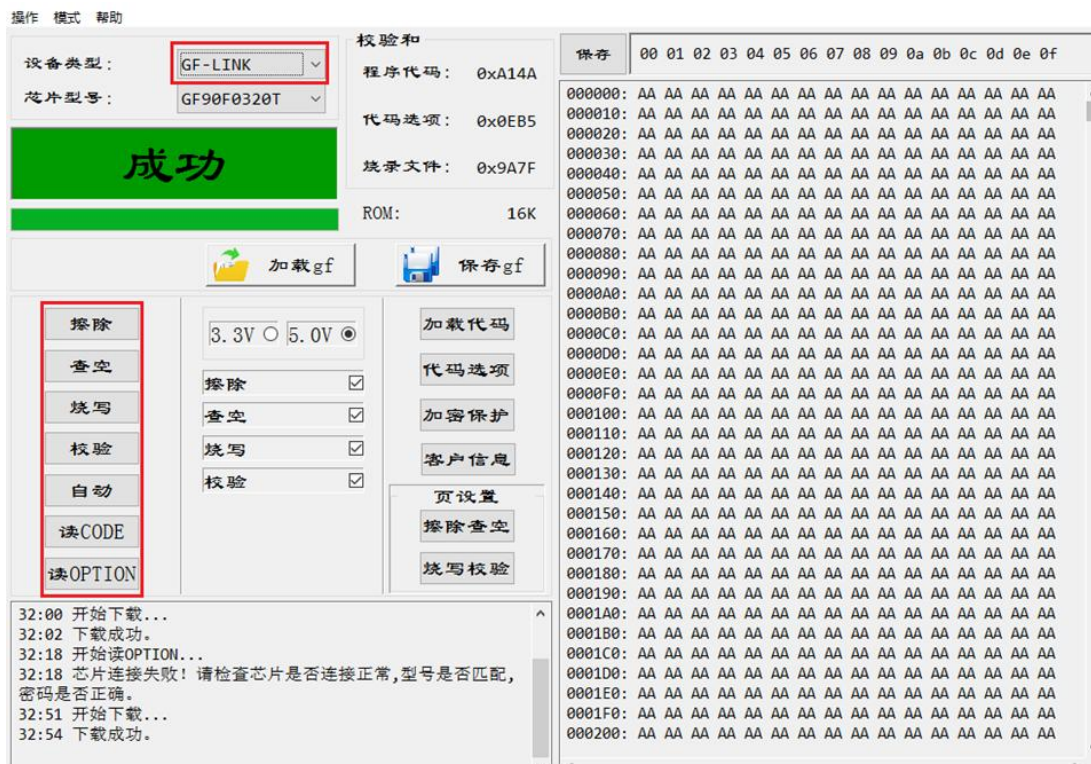 操作 模式 帮助
设备类型: GF-LINK
芯片型号: GF90F0320T
成功
校验和
程序代码: 0xA14A
代码选项: 0x0EB5
烧录文件: 0x9A7F
ROM: 16K
加载gf 保存gf
擦除
查空
烧写
校验
自动
读CODE
读OPTION
3.3V 5.0V
擦除
查空
烧写
校验
加载代码
代码选项
加密保护
客户信息
页设置
擦除查空
烧写校验
32:00 开始下载...
32:02 下载成功。
32:18 开始读OPTION...
32:18 芯片连接失败! 请检查芯片是否连接正常,型号是否匹配,
密码是否正确。
32:51 开始下载...
32:54 下载成功。
保存 00 01 02 03 04 05 06 07 08 09 0a 0b 0c 0d 0e 0f
000000: AA AA AA AA AA AA AA AA AA AA AA AA AA AA AA AA
000010: AA AA AA AA AA AA AA AA AA AA AA AA AA AA AA AA
000020: AA AA AA AA AA AA AA AA AA AA AA AA AA AA AA AA
000030: AA AA AA AA AA AA AA AA AA AA AA AA AA AA AA AA
000040: AA AA AA AA AA AA AA AA AA AA AA AA AA AA AA AA
000050: AA AA AA AA AA AA AA AA AA AA AA AA AA AA AA AA
000060: AA AA AA AA AA AA AA AA AA AA AA AA AA AA AA AA
000070: AA AA AA AA AA AA AA AA AA AA AA AA AA AA AA AA
000080: AA AA AA AA AA AA AA AA AA AA AA AA AA AA AA AA
000090: AA AA AA AA AA AA AA AA AA AA AA AA AA AA AA AA
0000A0: AA AA AA AA AA AA AA AA AA AA AA AA AA AA AA AA
0000B0: AA AA AA AA AA AA AA AA AA AA AA AA AA AA AA AA
0000C0: AA AA AA AA AA AA AA AA AA AA AA AA AA AA AA AA
0000D0: AA AA AA AA AA AA AA AA AA AA AA AA AA AA AA AA
0000E0: AA AA AA AA AA AA AA AA AA AA AA AA AA AA AA AA
0000F0: AA AA AA AA AA AA AA AA AA AA AA AA AA AA AA AA
000100: AA AA AA AA AA AA AA AA AA AA AA AA AA AA AA AA
000110: AA AA AA AA AA AA AA AA AA AA AA AA AA AA AA AA
000120: AA AA AA AA AA AA AA AA AA AA AA AA AA AA AA AA
000130: AA AA AA AA AA AA AA AA AA AA AA AA AA AA AA AA
000140: AA AA AA AA AA AA AA AA AA AA AA AA AA AA AA AA
000150: AA AA AA AA AA AA AA AA AA AA AA AA AA AA AA AA
000160: AA AA AA AA AA AA AA AA AA AA AA AA AA AA AA AA
000170: AA AA AA AA AA AA AA AA AA AA AA AA AA AA AA AA
000180: AA AA AA AA AA AA AA AA AA AA AA AA AA AA AA AA
000190: AA AA AA AA AA AA AA AA AA AA AA AA AA AA AA AA
0001A0: AA AA AA AA AA AA AA AA AA AA AA AA AA AA AA AA
0001B0: AA AA AA AA AA AA AA AA AA AA AA AA AA AA AA AA
0001C0: AA AA AA AA AA AA AA AA AA AA AA AA AA AA AA AA
0001D0: AA AA AA AA AA AA AA AA AA AA AA AA AA AA AA AA
0001E0: AA AA AA AA AA AA AA AA AA AA AA AA AA AA AA AA
0001F0: AA AA AA AA AA AA AA AA AA AA AA AA AA AA AA AA
000200: AA AA AA AA AA AA AA AA AA AA AA AA AA AA AA AA